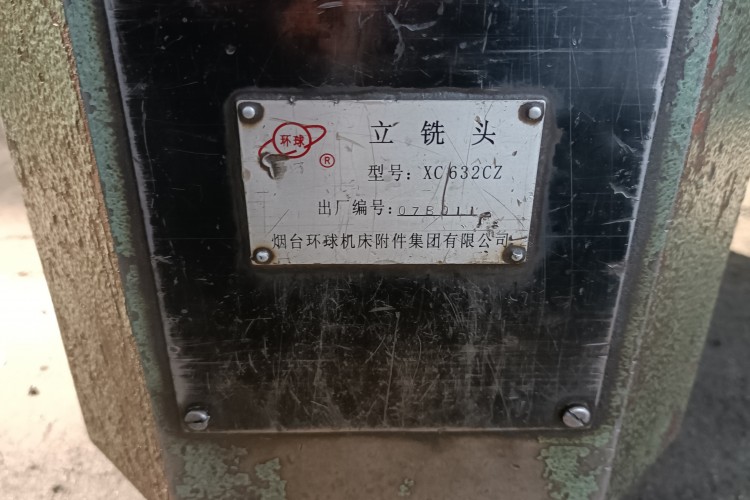 环球
®
立铣头
型号：XC632CZ
出厂编号：07B011
烟台环球机床附件集团有限公司